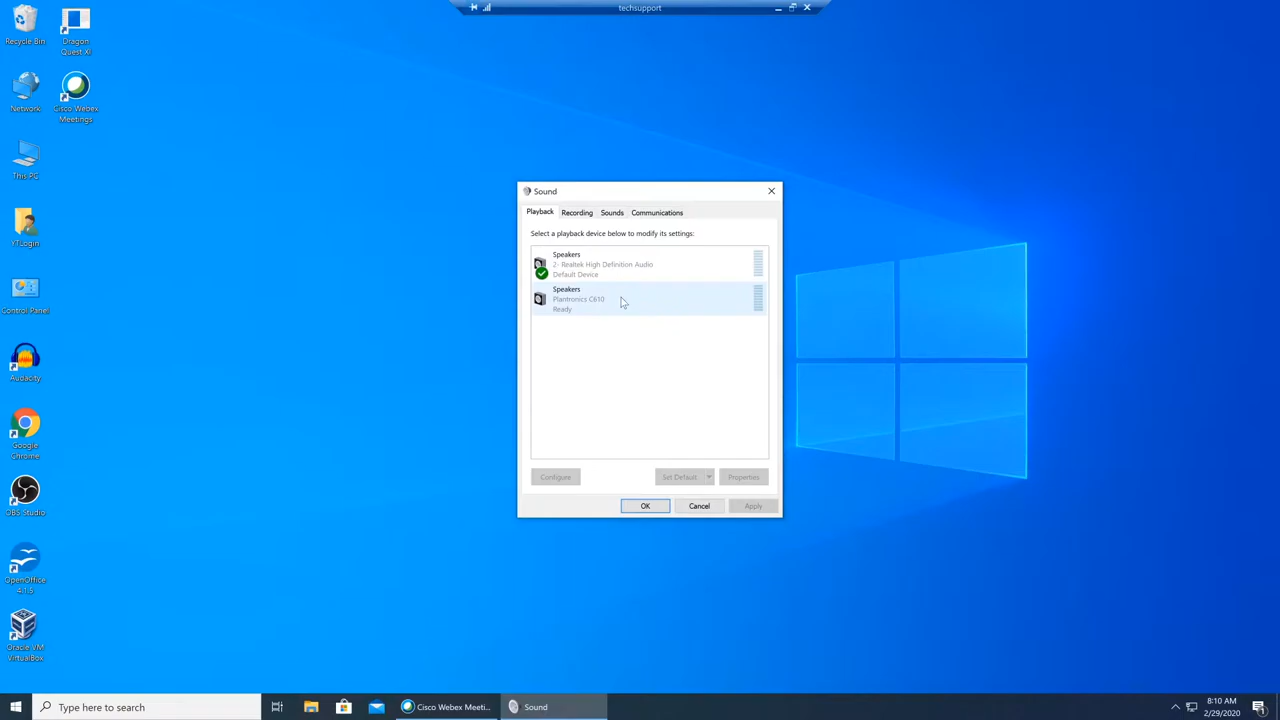 techsupport
Recycle Bin
Dragon
Quest XI
Network
Cisco Webex
Meetings
This PC
YTLogin
Control Panel
Audacity
Google
Chrome
OBS Studio
OpenOffice
4.1.5
Oracle VM
VirtualBox
Sound
Playback Recording Sounds Communications
Select a playback device below to modify its settings:
Speakers
2- Realtek High Definition Audio
Default Device
Speakers
Plantronics C610
Ready
Configure Set Default Properties
OK Cancel Apply
Type here to search
Cisco Webex Meeti...
Sound
8:10 AM
2/29/2020